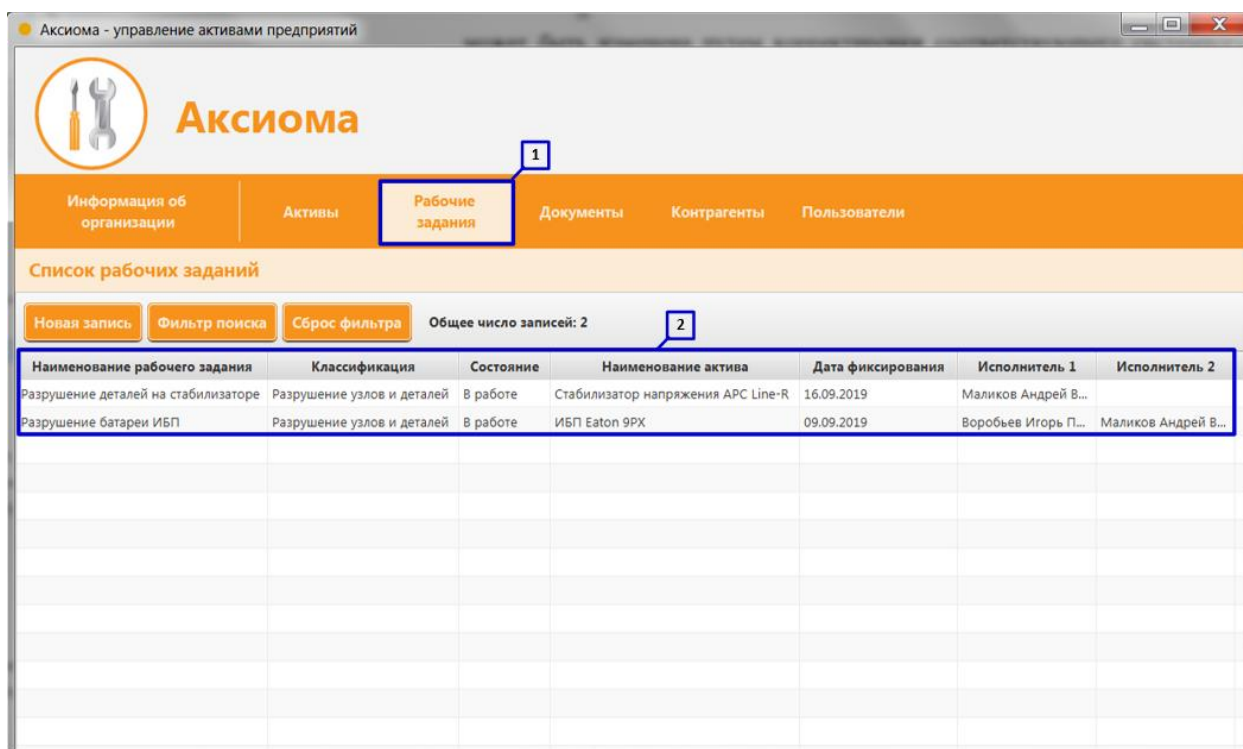 Аксиома - управление активами предприятий
Аксиома
1
Информация об
организации
Активы
Рабочие
задания
Документы
Контрагенты
Пользователи
Список рабочих заданий
Новая запись
Фильтр поиска
Сброс фильтра
Общее число записей: 2
2
Наименование рабочего задания Классификация Состояние Наименование актива Дата фиксирования Исполнитель 1 Исполнитель 2
Разрушение деталей на стабилизаторе Разрушение узлов и деталей В работе Стабилизатор напряжения APC Line-R 16.09.2019 Маликов Андрей В...
Разрушение батареи ИБП Разрушение узлов и деталей В работе ИБП Eaton 9PX 09.09.2019 Воробьев Игорь П... Маликов Андрей В...